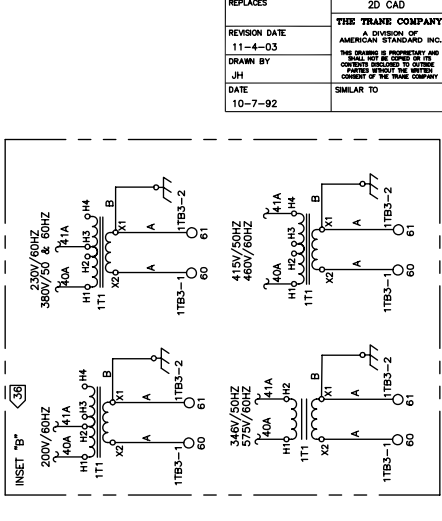 REPLACES
2D CAD
THE TRANE COMPANY
A DIVISION OF
AMERICAN STANDARD INC.
THIS DRAWING IS PROPRIETARY AND
SHALL NOT BE COPIED OR ITS
CONTENTS DISCLOSED TO OUTSIDE
PARTIES WITHOUT THE WRITTEN
CONSENT OF THE TRANE COMPANY
REVISION DATE
11-4-03
DRAWN BY
JH
DATE
10-7-92
SIMILAR TO
INSET "B"
36
230V/60HZ
380V/50 & 60HZ
40A
41A
H1
H2
H3
H4
1T1
X2
X1
B
A
A
1TB3-1
1TB3-2
60
61
415V/50HZ
460V/60HZ
40A
41A
H1
H2
H3
H4
1T1
X2
X1
B
A
A
1TB3-1
1TB3-2
60
61
200V/60HZ
40A
41A
H1
H2
H3
H4
1T1
X2
X1
B
A
A
1TB3-1
1TB3-2
60
61
346V/50HZ
575V/60HZ
40A
41A
H1
H2
1T1
X2
X1
B
A
A
1TB3-1
1TB3-2
60
61